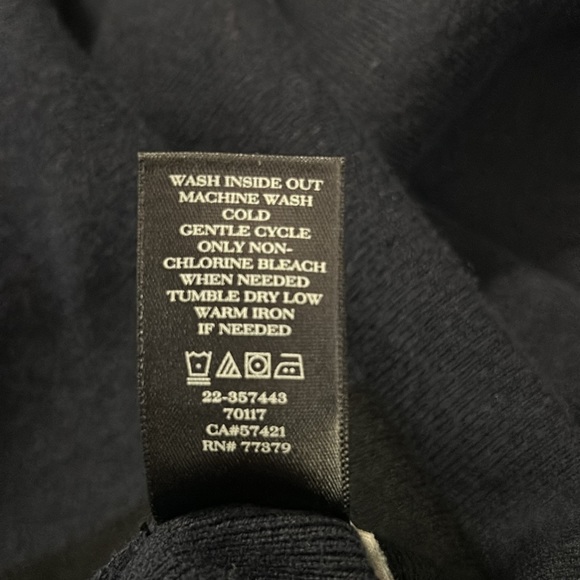 WASH INSIDE OUT
MACHINE WASH
COLD
GENTLE CYCLE
ONLY NON-
CHLORINE BLEACH
WHEN NEEDED
TUMBLE DRY LOW
WARM IRON
IF NEEDED
22-357443
70117
CA#57421
RN# 77379